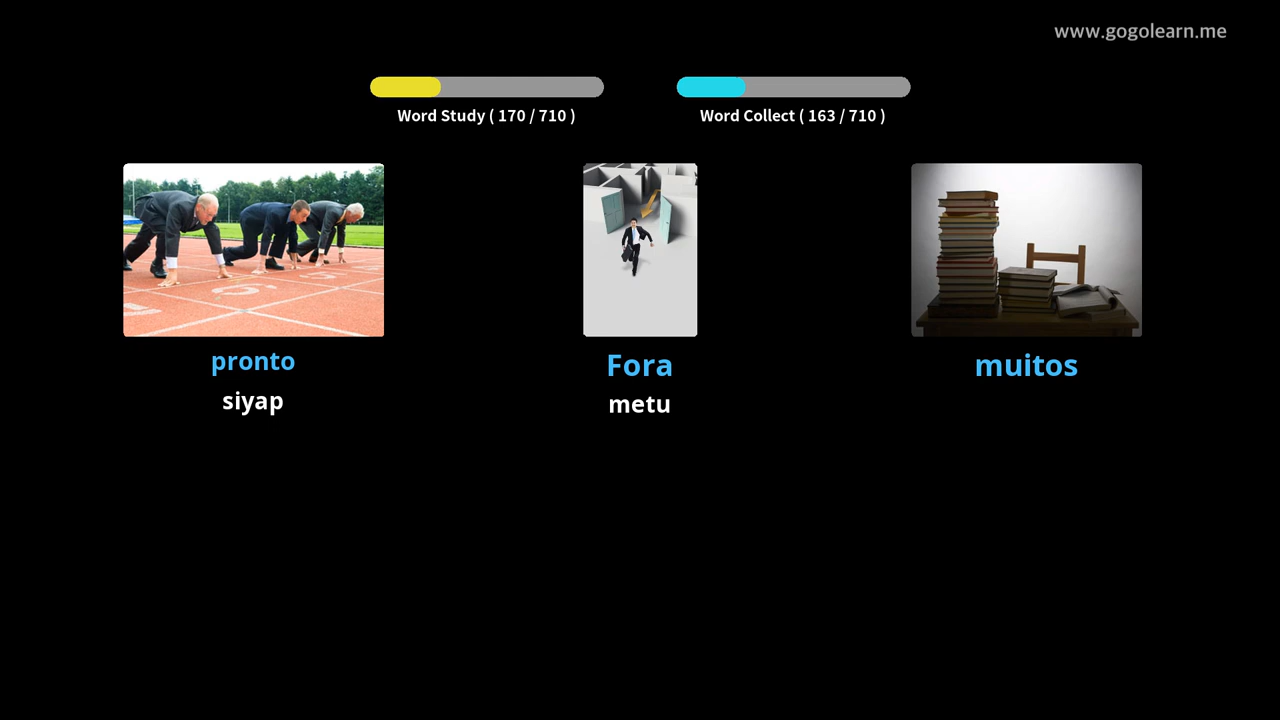 www.gogolearn.me
Word Study ( 170 / 710 )
Word Collect ( 163 / 710 )
pronto
siyap
Fora
metu
muitos